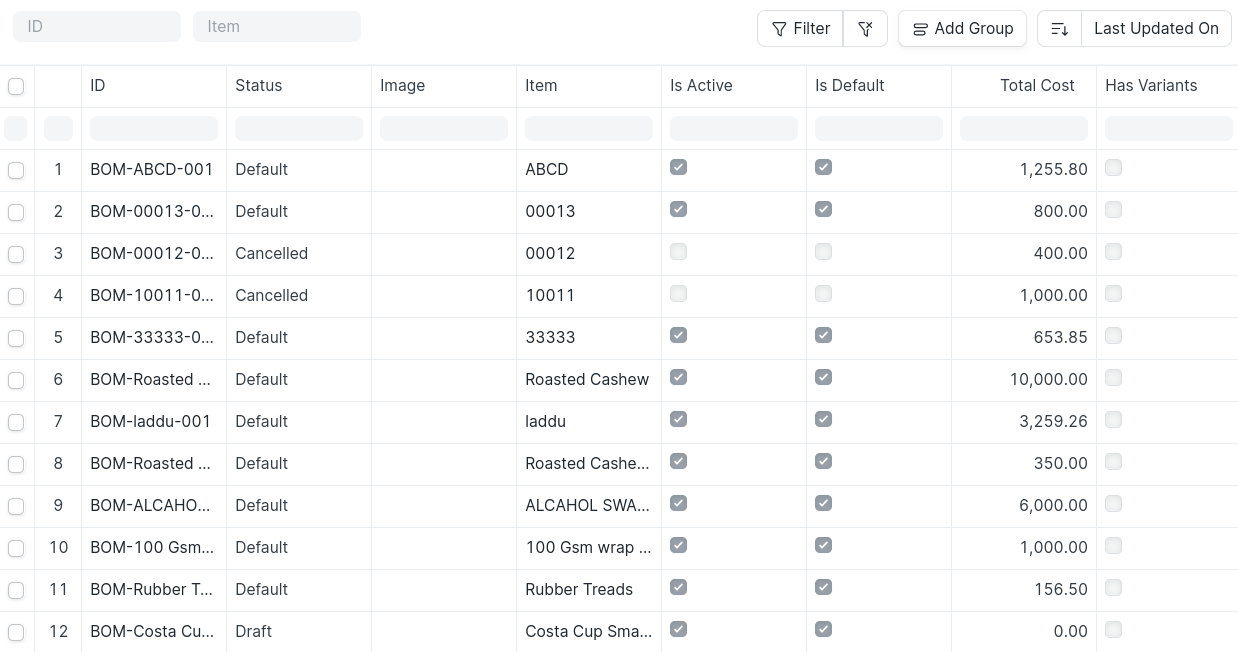 ID Item Filter Add Group Last Updated On
ID Status Image Item Is Active Is Default Total Cost Has Variants
1 BOM-ABCD-001 Default ABCD 1,255.80
2 BOM-00013-0... Default 00013 800.00
3 BOM-00012-0... Cancelled 00012 400.00
4 BOM-10011-0... Cancelled 10011 1,000.00
5 BOM-33333-0... Default 33333 653.85
6 BOM-Roasted ... Default Roasted Cashew 10,000.00
7 BOM-laddu-001 Default laddu 3,259.26
8 BOM-Roasted ... Default Roasted Cashe... 350.00
9 BOM-ALCAHO... Default ALCAHOL SWA... 6,000.00
10 BOM-100 Gsm... Default 100 Gsm wrap ... 1,000.00
11 BOM-Rubber T... Default Rubber Treads 156.50
12 BOM-Costa Cu... Draft Costa Cup Sma... 0.00